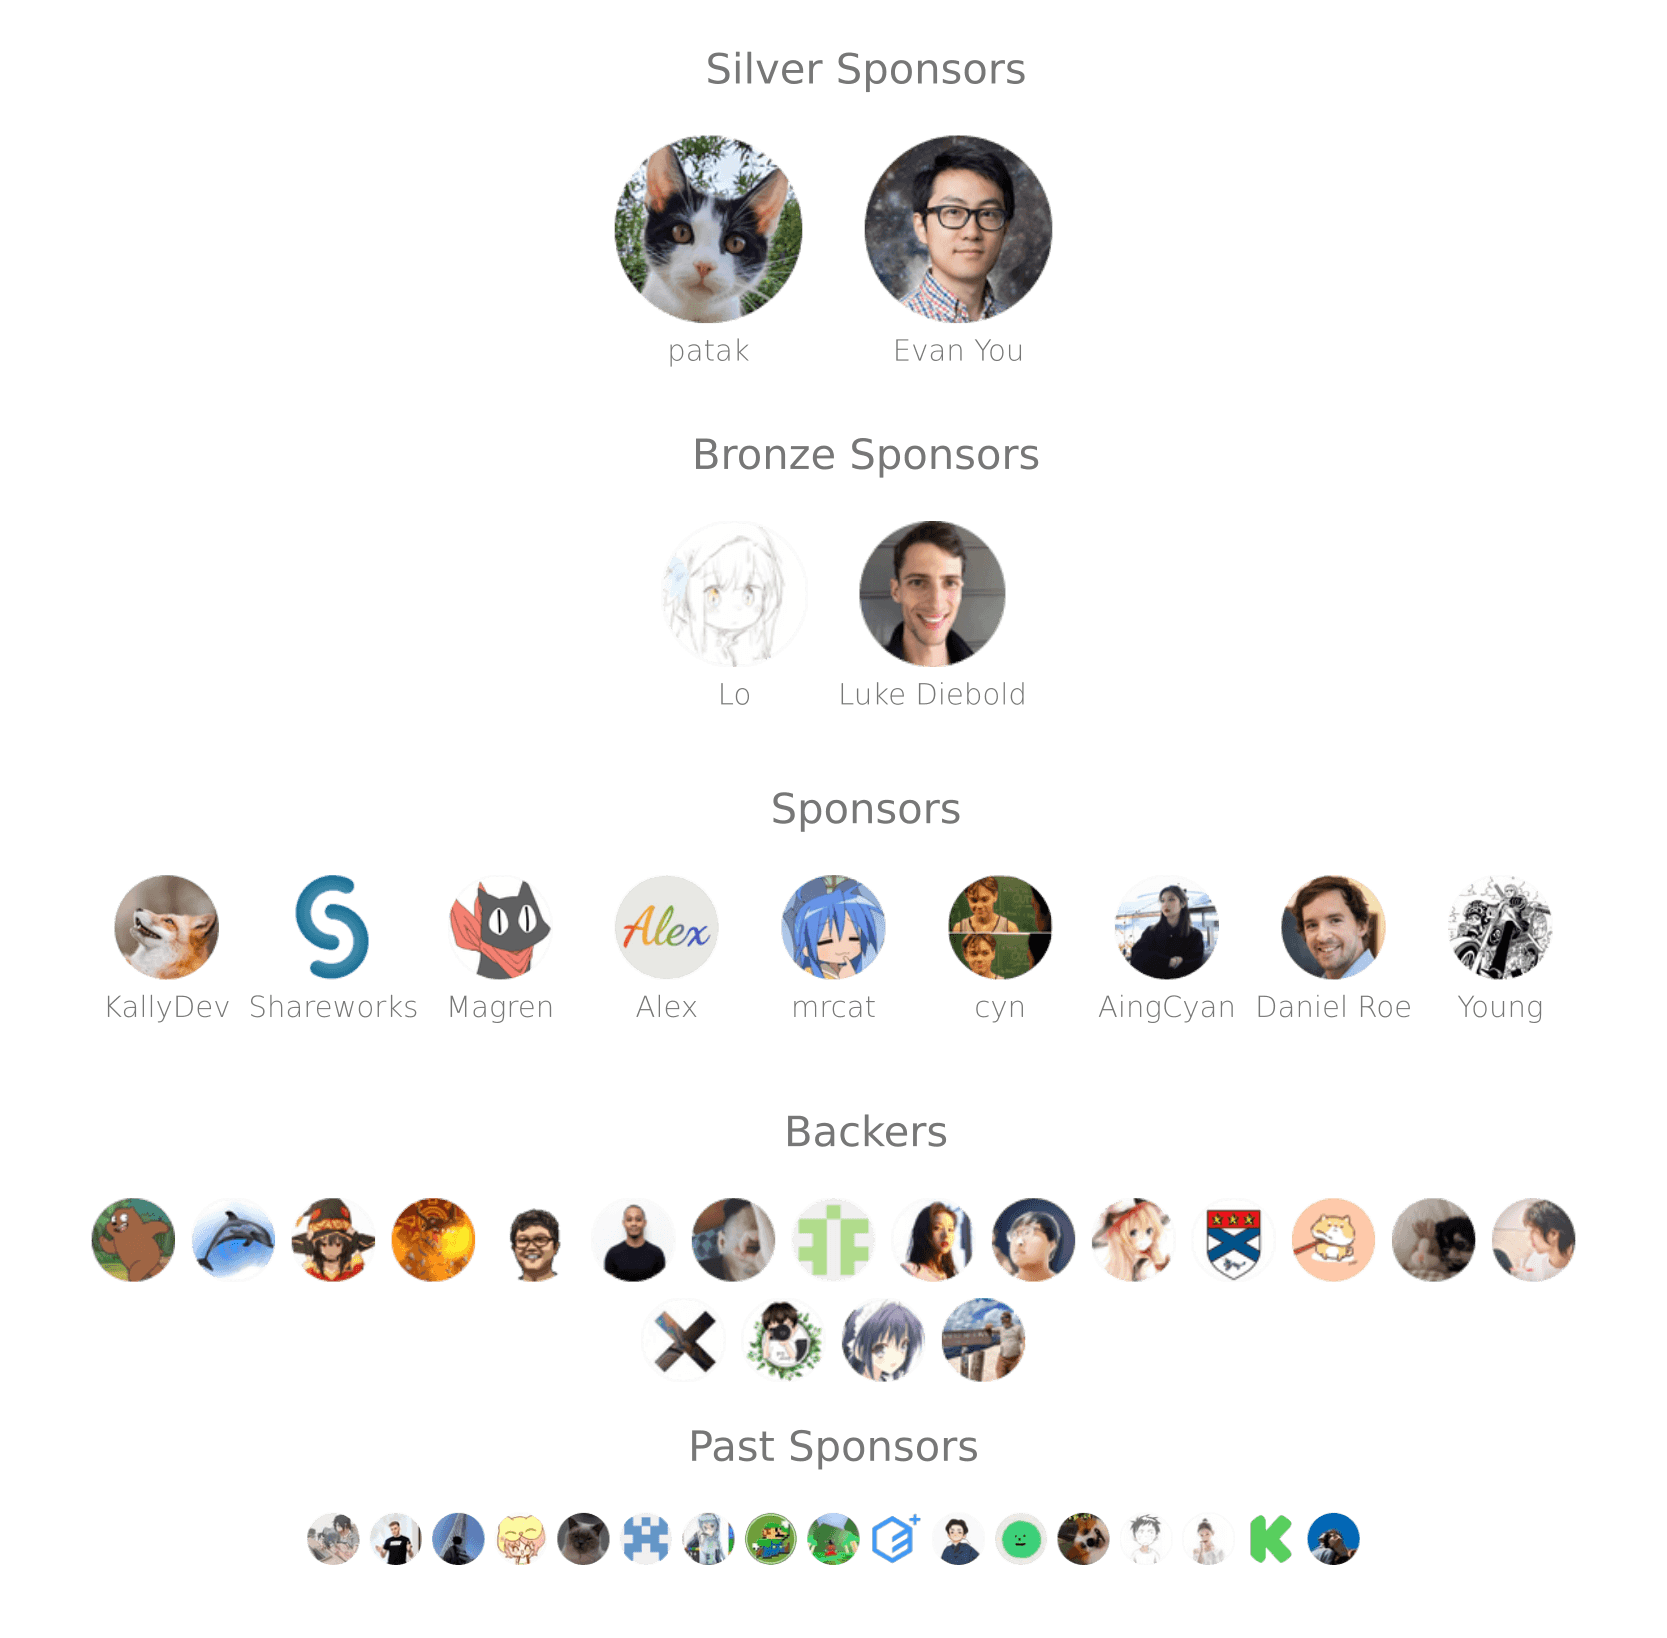 Silver Sponsors
patak Evan You
Bronze Sponsors
Lo Luke Diebold
Sponsors
Alex
KallyDev Shareworks Magren Alex mrcat cyn AingCyan Daniel Roe Young
Backers
Past Sponsors